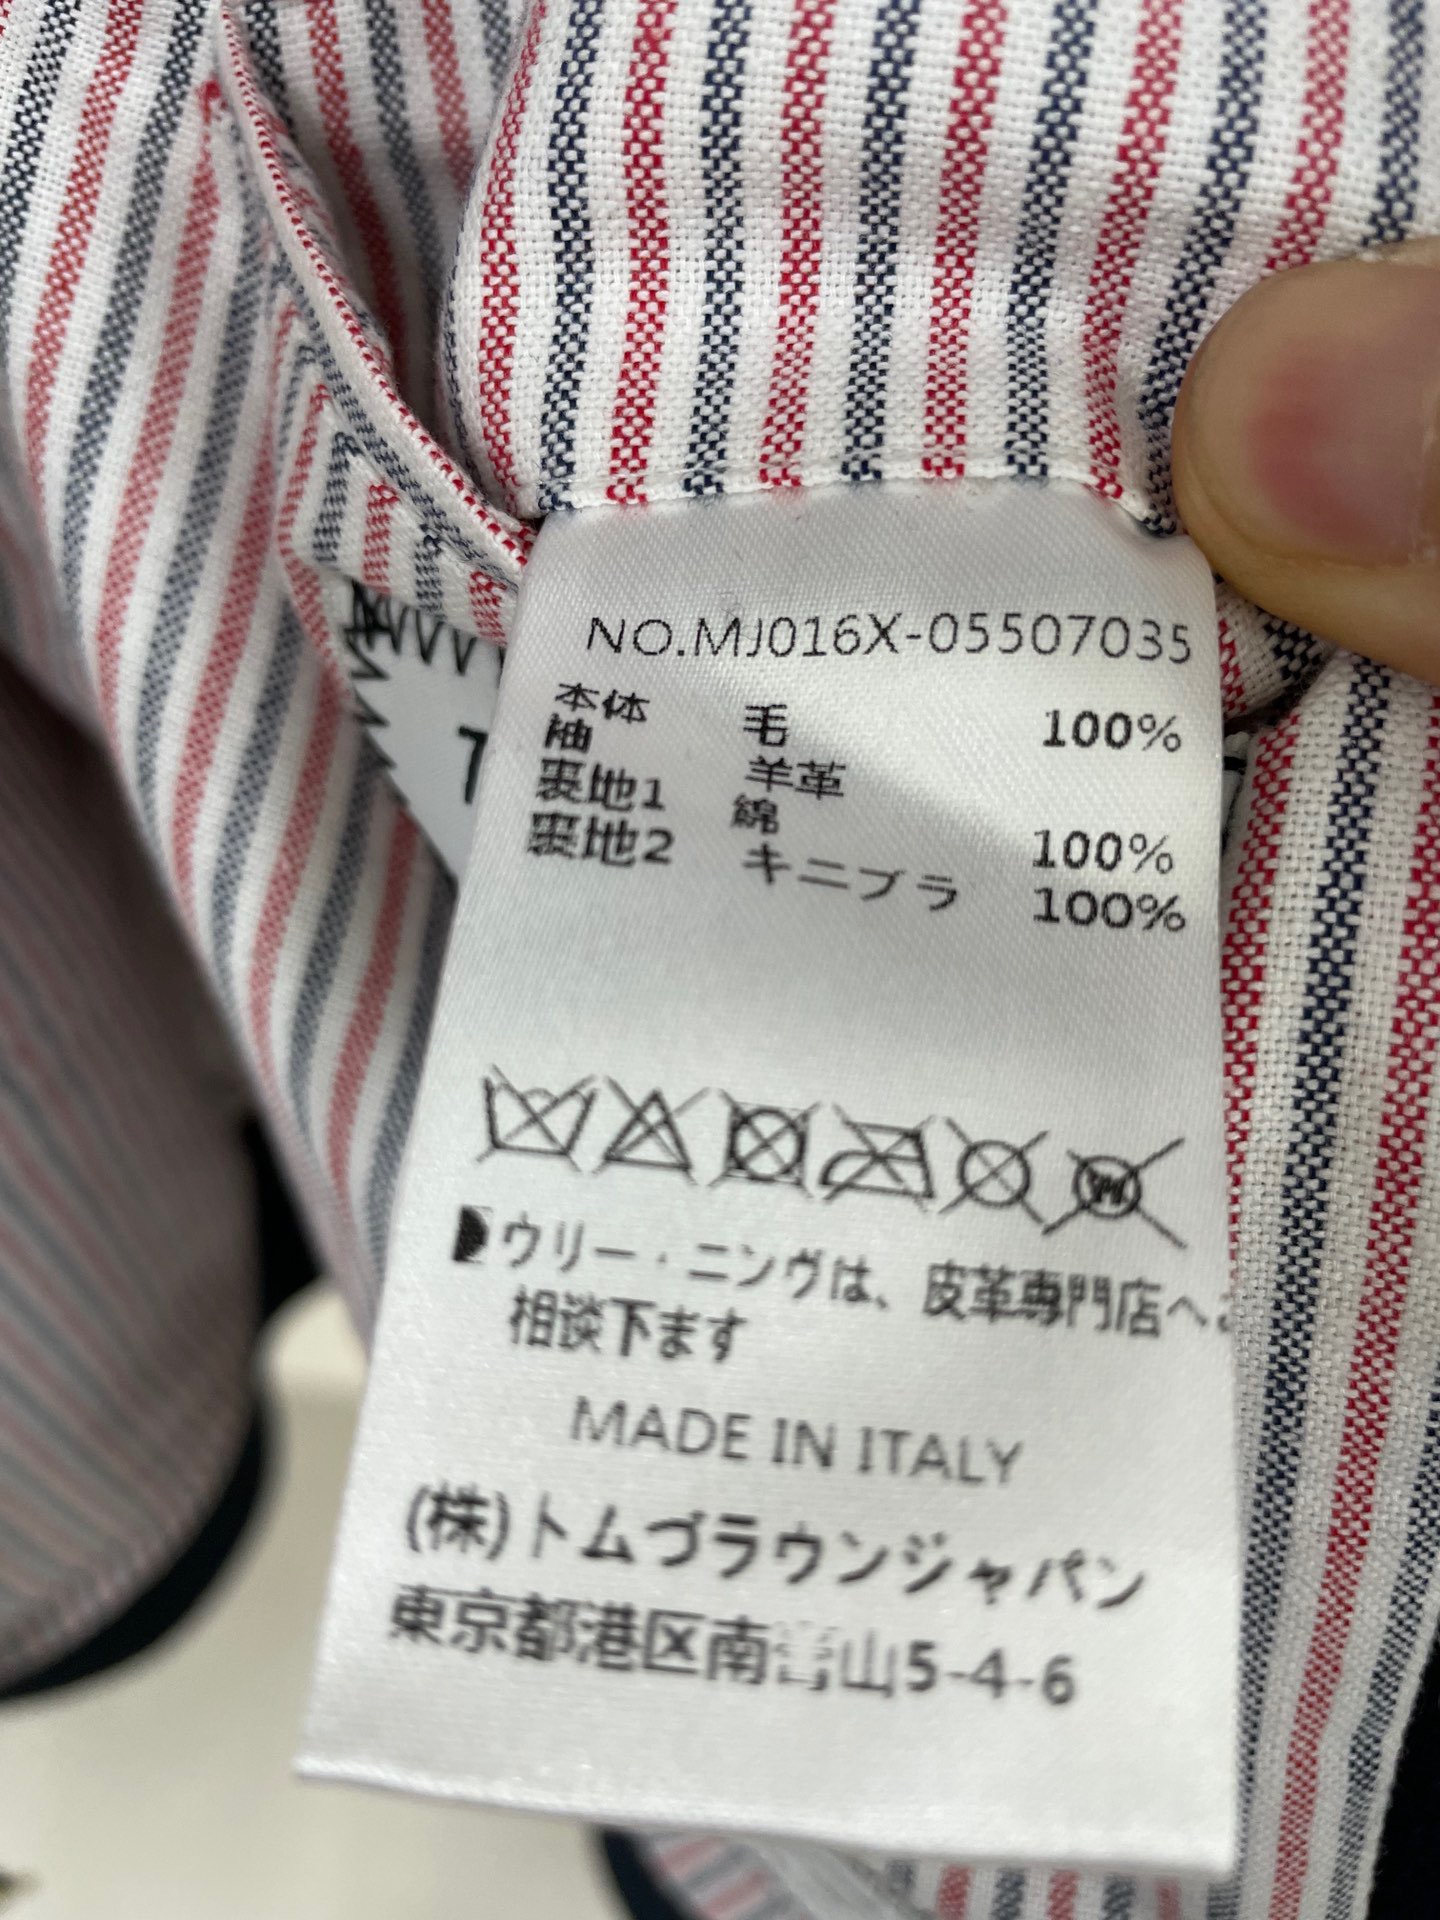 NO.MJ016X-05507035
本体 毛 100%
袖 羊革
裏地1 綿 100%
裏地2 キニブラ 100%
ウリー・ニングは、皮革専門店へ
相談下ます
MADE IN ITALY
(株)トムヅラウンジャパン
東京都港区南青山5-4-6
T